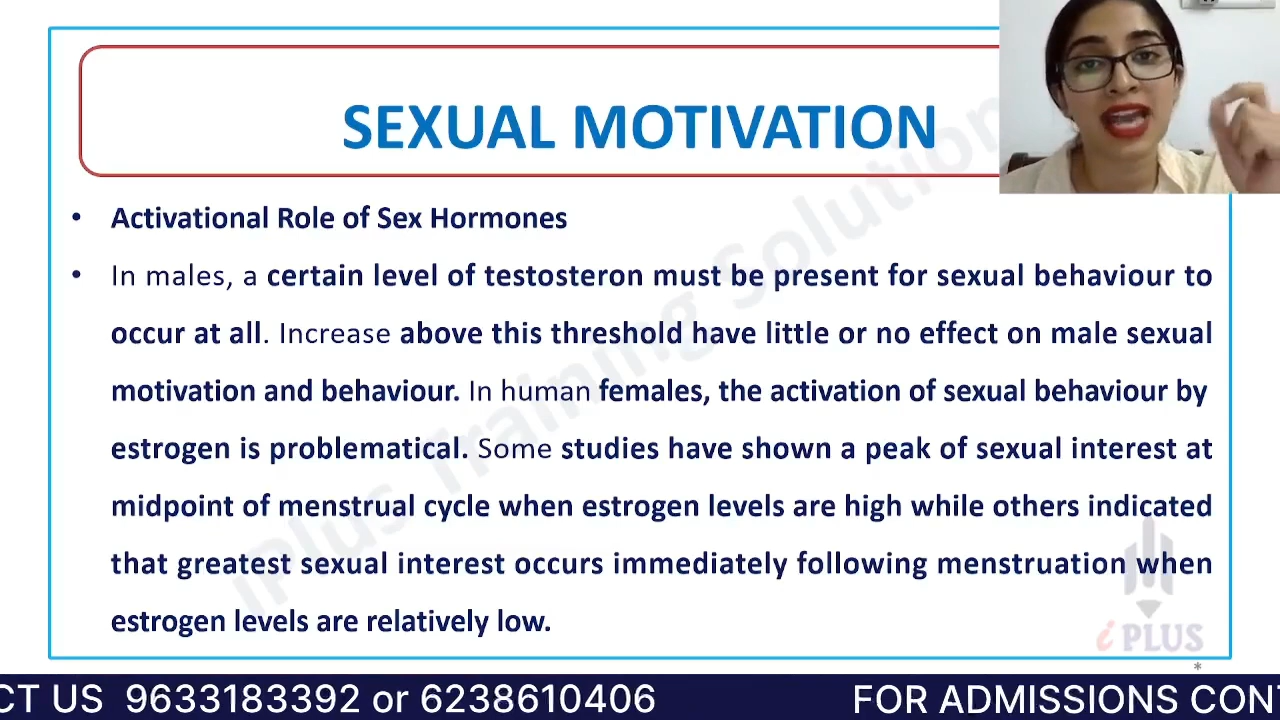 SEXUAL MOTIVATION
• Activational Role of Sex Hormones
• In males, a certain level of testosteron must be present for sexual behaviour to
occur at all. Increase above this threshold have little or no effect on male sexual
motivation and behaviour. In human females, the activation of sexual behaviour by
estrogen is problematical. Some studies have shown a peak of sexual interest at
midpoint of menstrual cycle when estrogen levels are high while others indicated
that greatest sexual interest occurs immediately following menstruation when
estrogen levels are relatively low.
iPlus Training Solution
i PLUS
*
CT US 9633183392 or 6238610406 FOR ADMISSIONS CONT